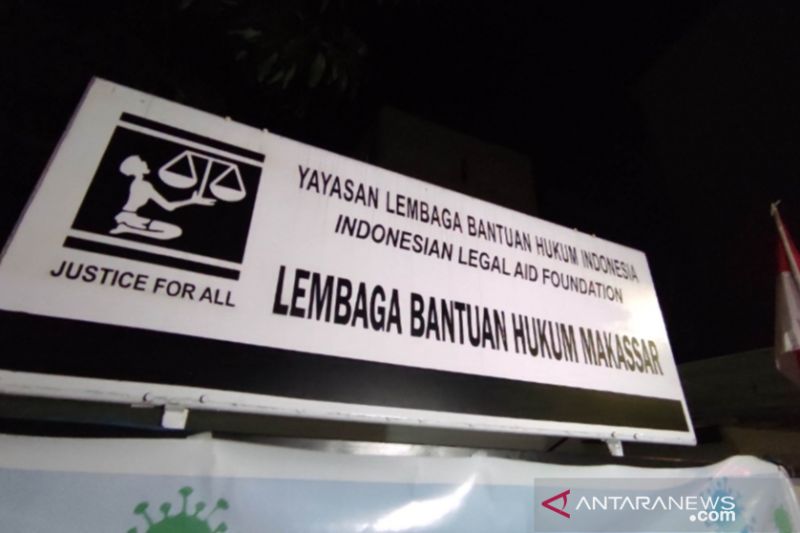 YAYASAN LEMBAGA BANTUAN HUKUM INDONESIA
INDONESIAN LEGAL AID FOUNDATION
LEMBAGA BANTUAN HUKUM MAKASSAR
JUSTICE FOR ALL
ANTARANEWS
.com